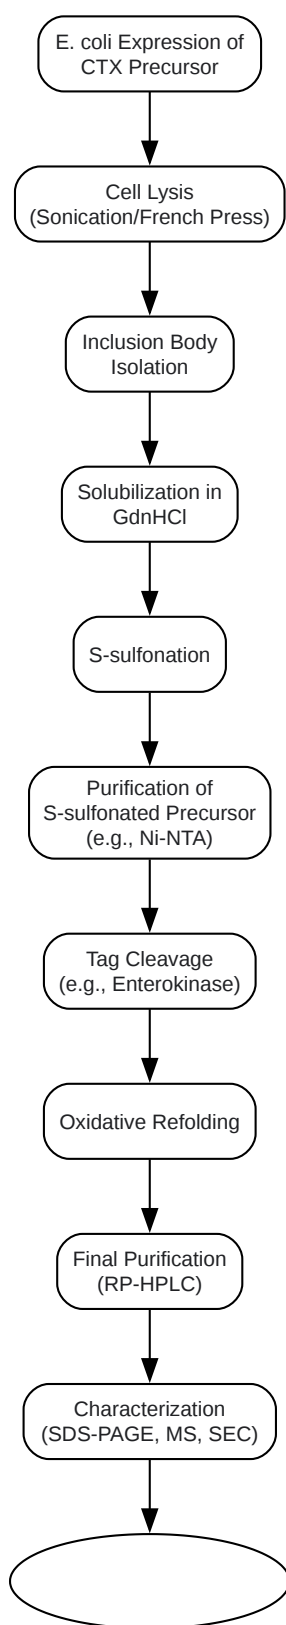 E. coli Expression of
CTX Precursor
Cell Lysis
(Sonication/French Press)
Inclusion Body
Isolation
Solubilization in
GdnHCl
S-sulfonation
Purification of
S-sulfonated Precursor
(e.g., Ni-NTA)
Tag Cleavage
(e.g., Enterokinase)
Oxidative Refolding
Final Purification
(RP-HPLC)
Characterization
(SDS-PAGE, MS, SEC)